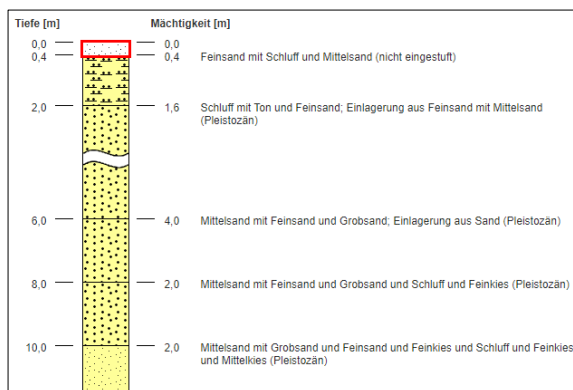 Tiefe [m] Mächtigkeit [m]
0,0 0,0
0,4 0,4 Feinsand mit Schluff und Mittelsand (nicht eingestuft)
2,0 1,6 Schluff mit Ton und Feinsand; Einlagerung aus Feinsand mit Mittelsand
(Pleistozän)
6,0 4,0 Mittelsand mit Feinsand und Grobsand; Einlagerung aus Sand (Pleistozän)
8,0 2,0 Mittelsand mit Feinsand und Grobsand und Schluff und Feinkies (Pleistozän)
10,0 2,0 Mittelsand mit Grobsand und Feinsand und Feinkies und Schluff und Feinkies
und Mittelkies (Pleistozän)